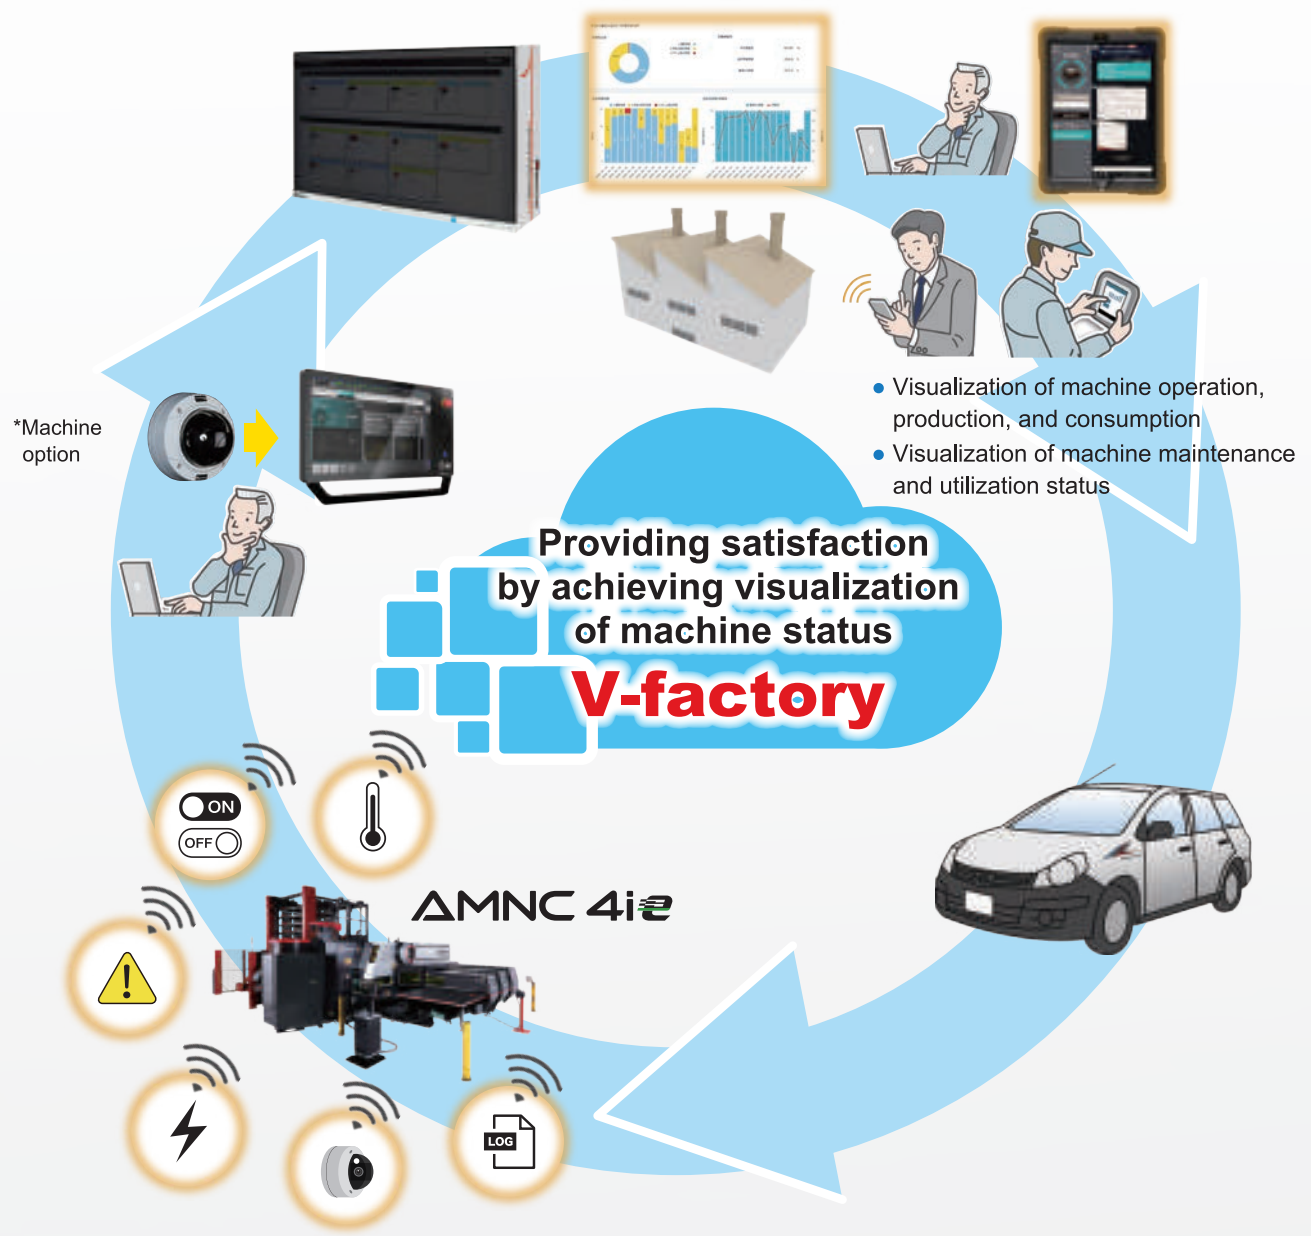 *Machine
option
● Visualization of machine operation,
production, and consumption
● Visualization of machine maintenance
and utilization status
Providing satisfaction
by achieving visualization
of machine status
V-factory
ON
OFF
AMNC 4ie
LOG